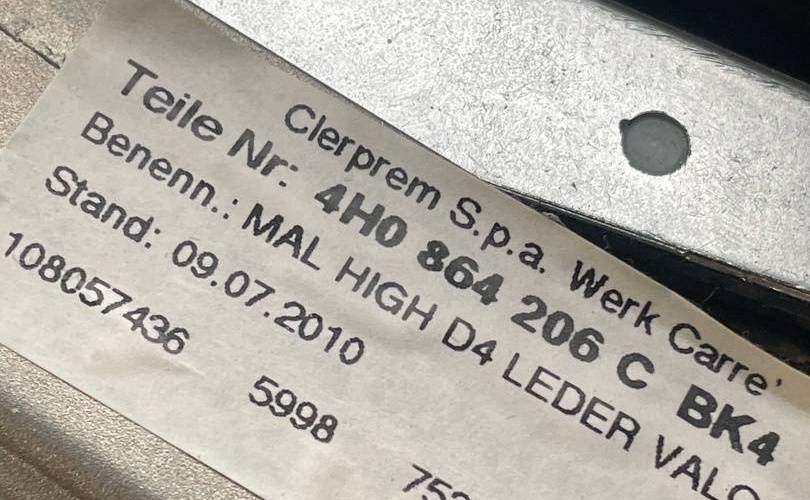 Clerprem S.p.a. Werk Carre'
Teile Nr: 4H0 864 206 C BK4
Benenn.: MAL HIGH D4 LEDER
Stand: 09.07.2010
108057436 5998